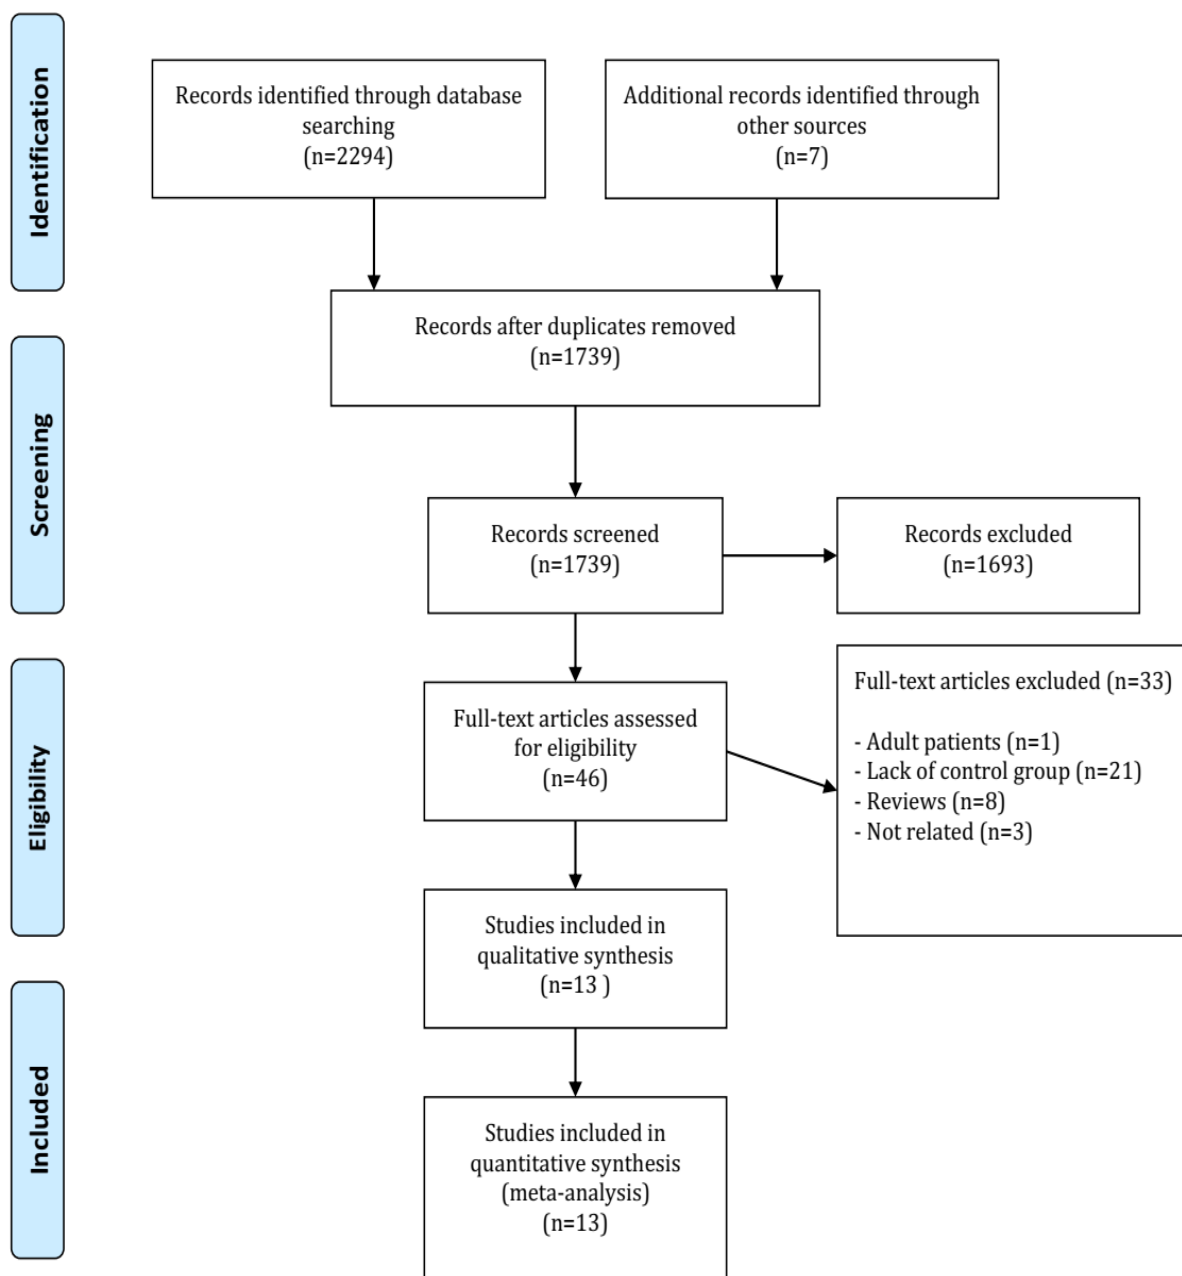 Identification
Records identified through database
searching
(n=2294)
Additional records identified through
other sources
(n=7)
Records after duplicates removed
(n=1739)
Screening
Records screened
(n=1739)
Records excluded
(n=1693)
Eligibility
Full-text articles assessed
for eligibility
(n=46)
Full-text articles excluded (n=33)
- Adult patients (n=1)
- Lack of control group (n=21)
- Reviews (n=8)
- Not related (n=3)
Studies included in
qualitative synthesis
(n=13 )
Included
Studies included in
quantitative synthesis
(meta-analysis)
(n=13)